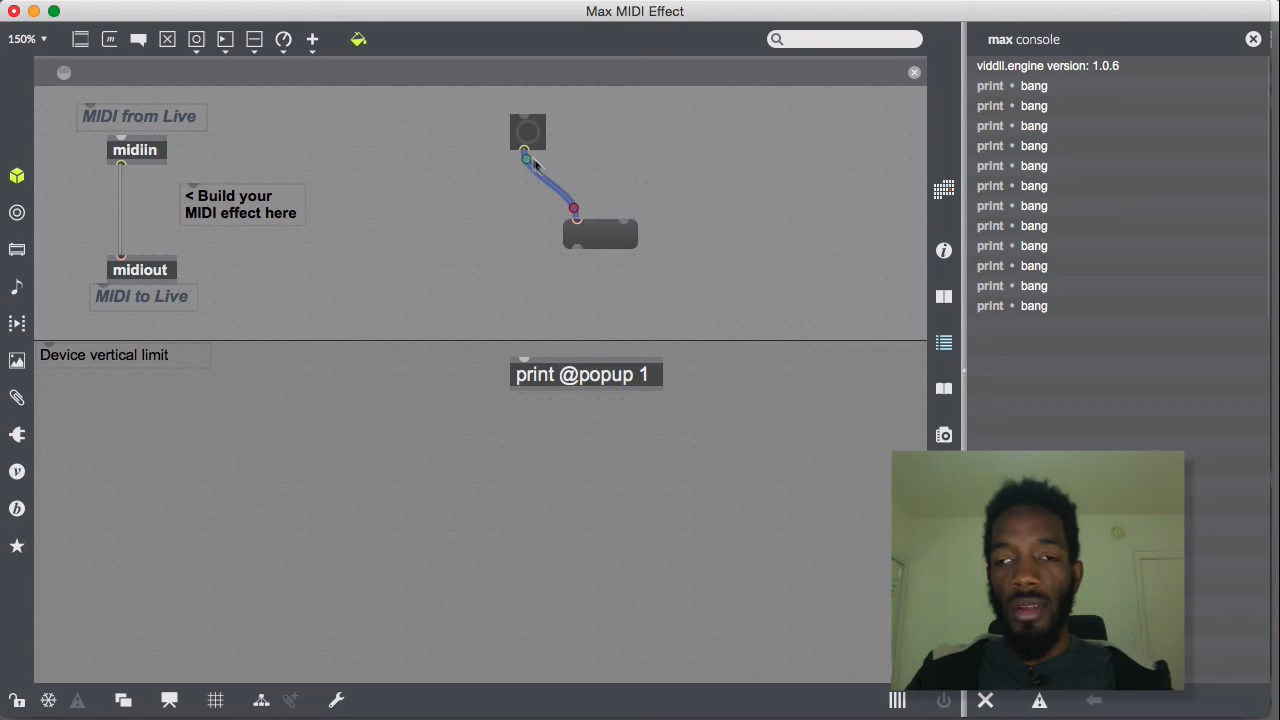 Max MIDI Effect
150%
max console
viddll.engine version: 1.0.6
print • bang
print • bang
print • bang
print • bang
print • bang
print • bang
print • bang
print • bang
print • bang
print • bang
print • bang
print • bang
MIDI from Live
midiin
< Build your
MIDI effect here
midiout
MIDI to Live
Device vertical limit
print @popup 1